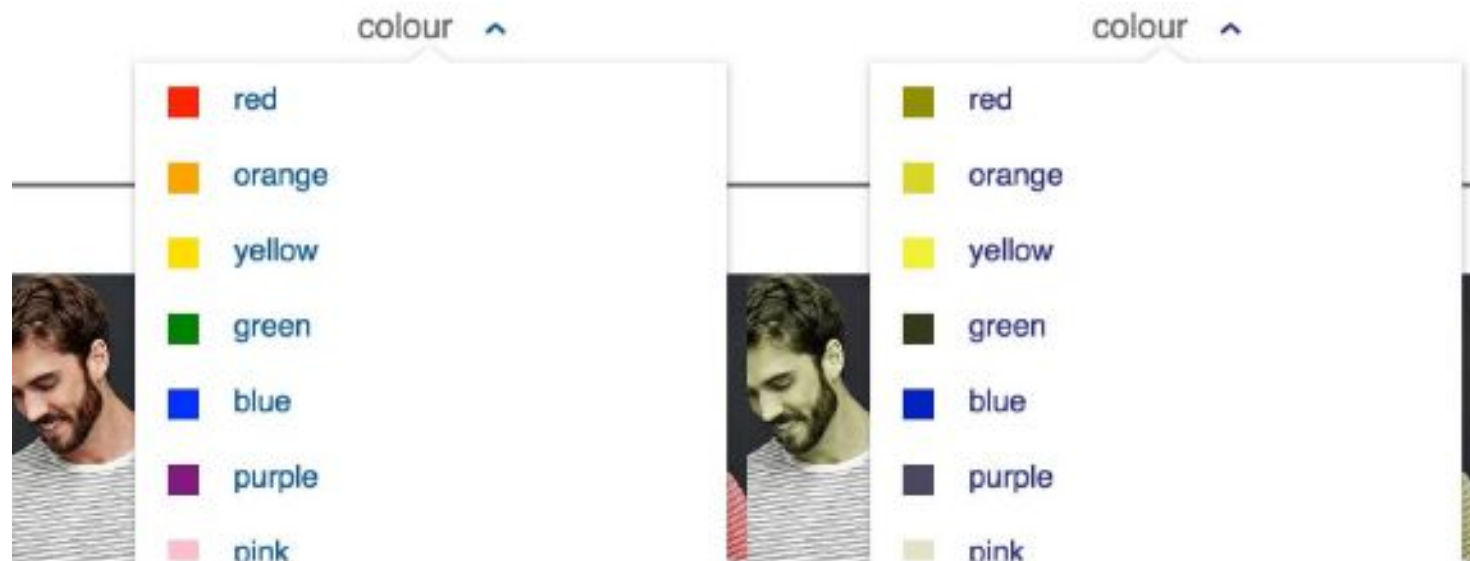 colour
red
orange
yellow
green
blue
purple
pink
colour
red
orange
yellow
green
blue
purple
pink